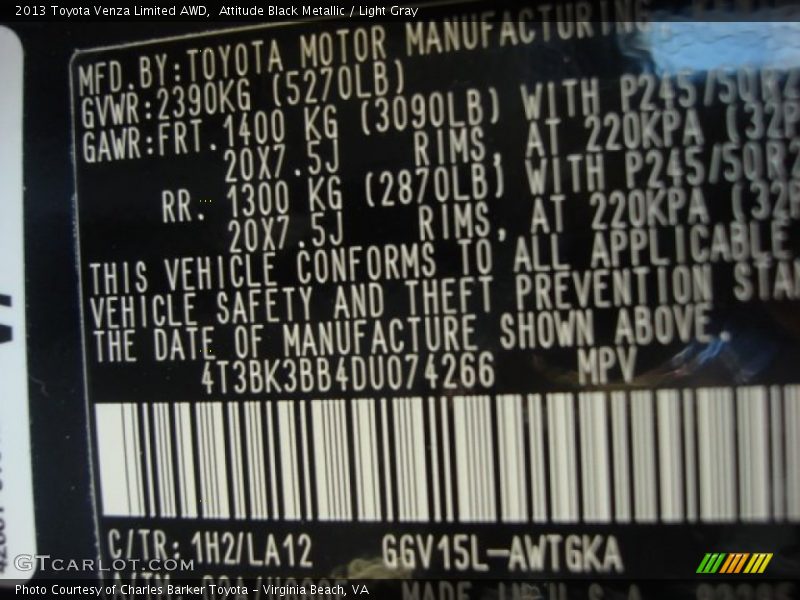 2013 Toyota Venza Limited AWD,  Attitude Black Metallic / Light Gray
MFD.BY:TOYOTA MOTOR MANUFACTURING,
GVWR:2390KG (5270LB)
GAWR:FRT.1400 KG (3090LB) WITH P245/50R2
20X7.5J RIMS, AT 220KPA (32P
RR. 1300 KG (2870LB) WITH P245/50R2
20X7.5J RIMS, AT 220KPA (32P
THIS VEHICLE CONFORMS TO ALL APPLICABLE
VEHICLE SAFETY AND THEFT PREVENTION STAN
THE DATE OF MANUFACTURE SHOWN ABOVE.
4T3BK3BB4DU074266 MPV
C/TR:1H2/LA12 GGV15L-AWTGKA
MADE IN U.S.A.
GTCARLOT.COM
Photo Courtesy of Charles Barker Toyota – Virginia Beach, VA